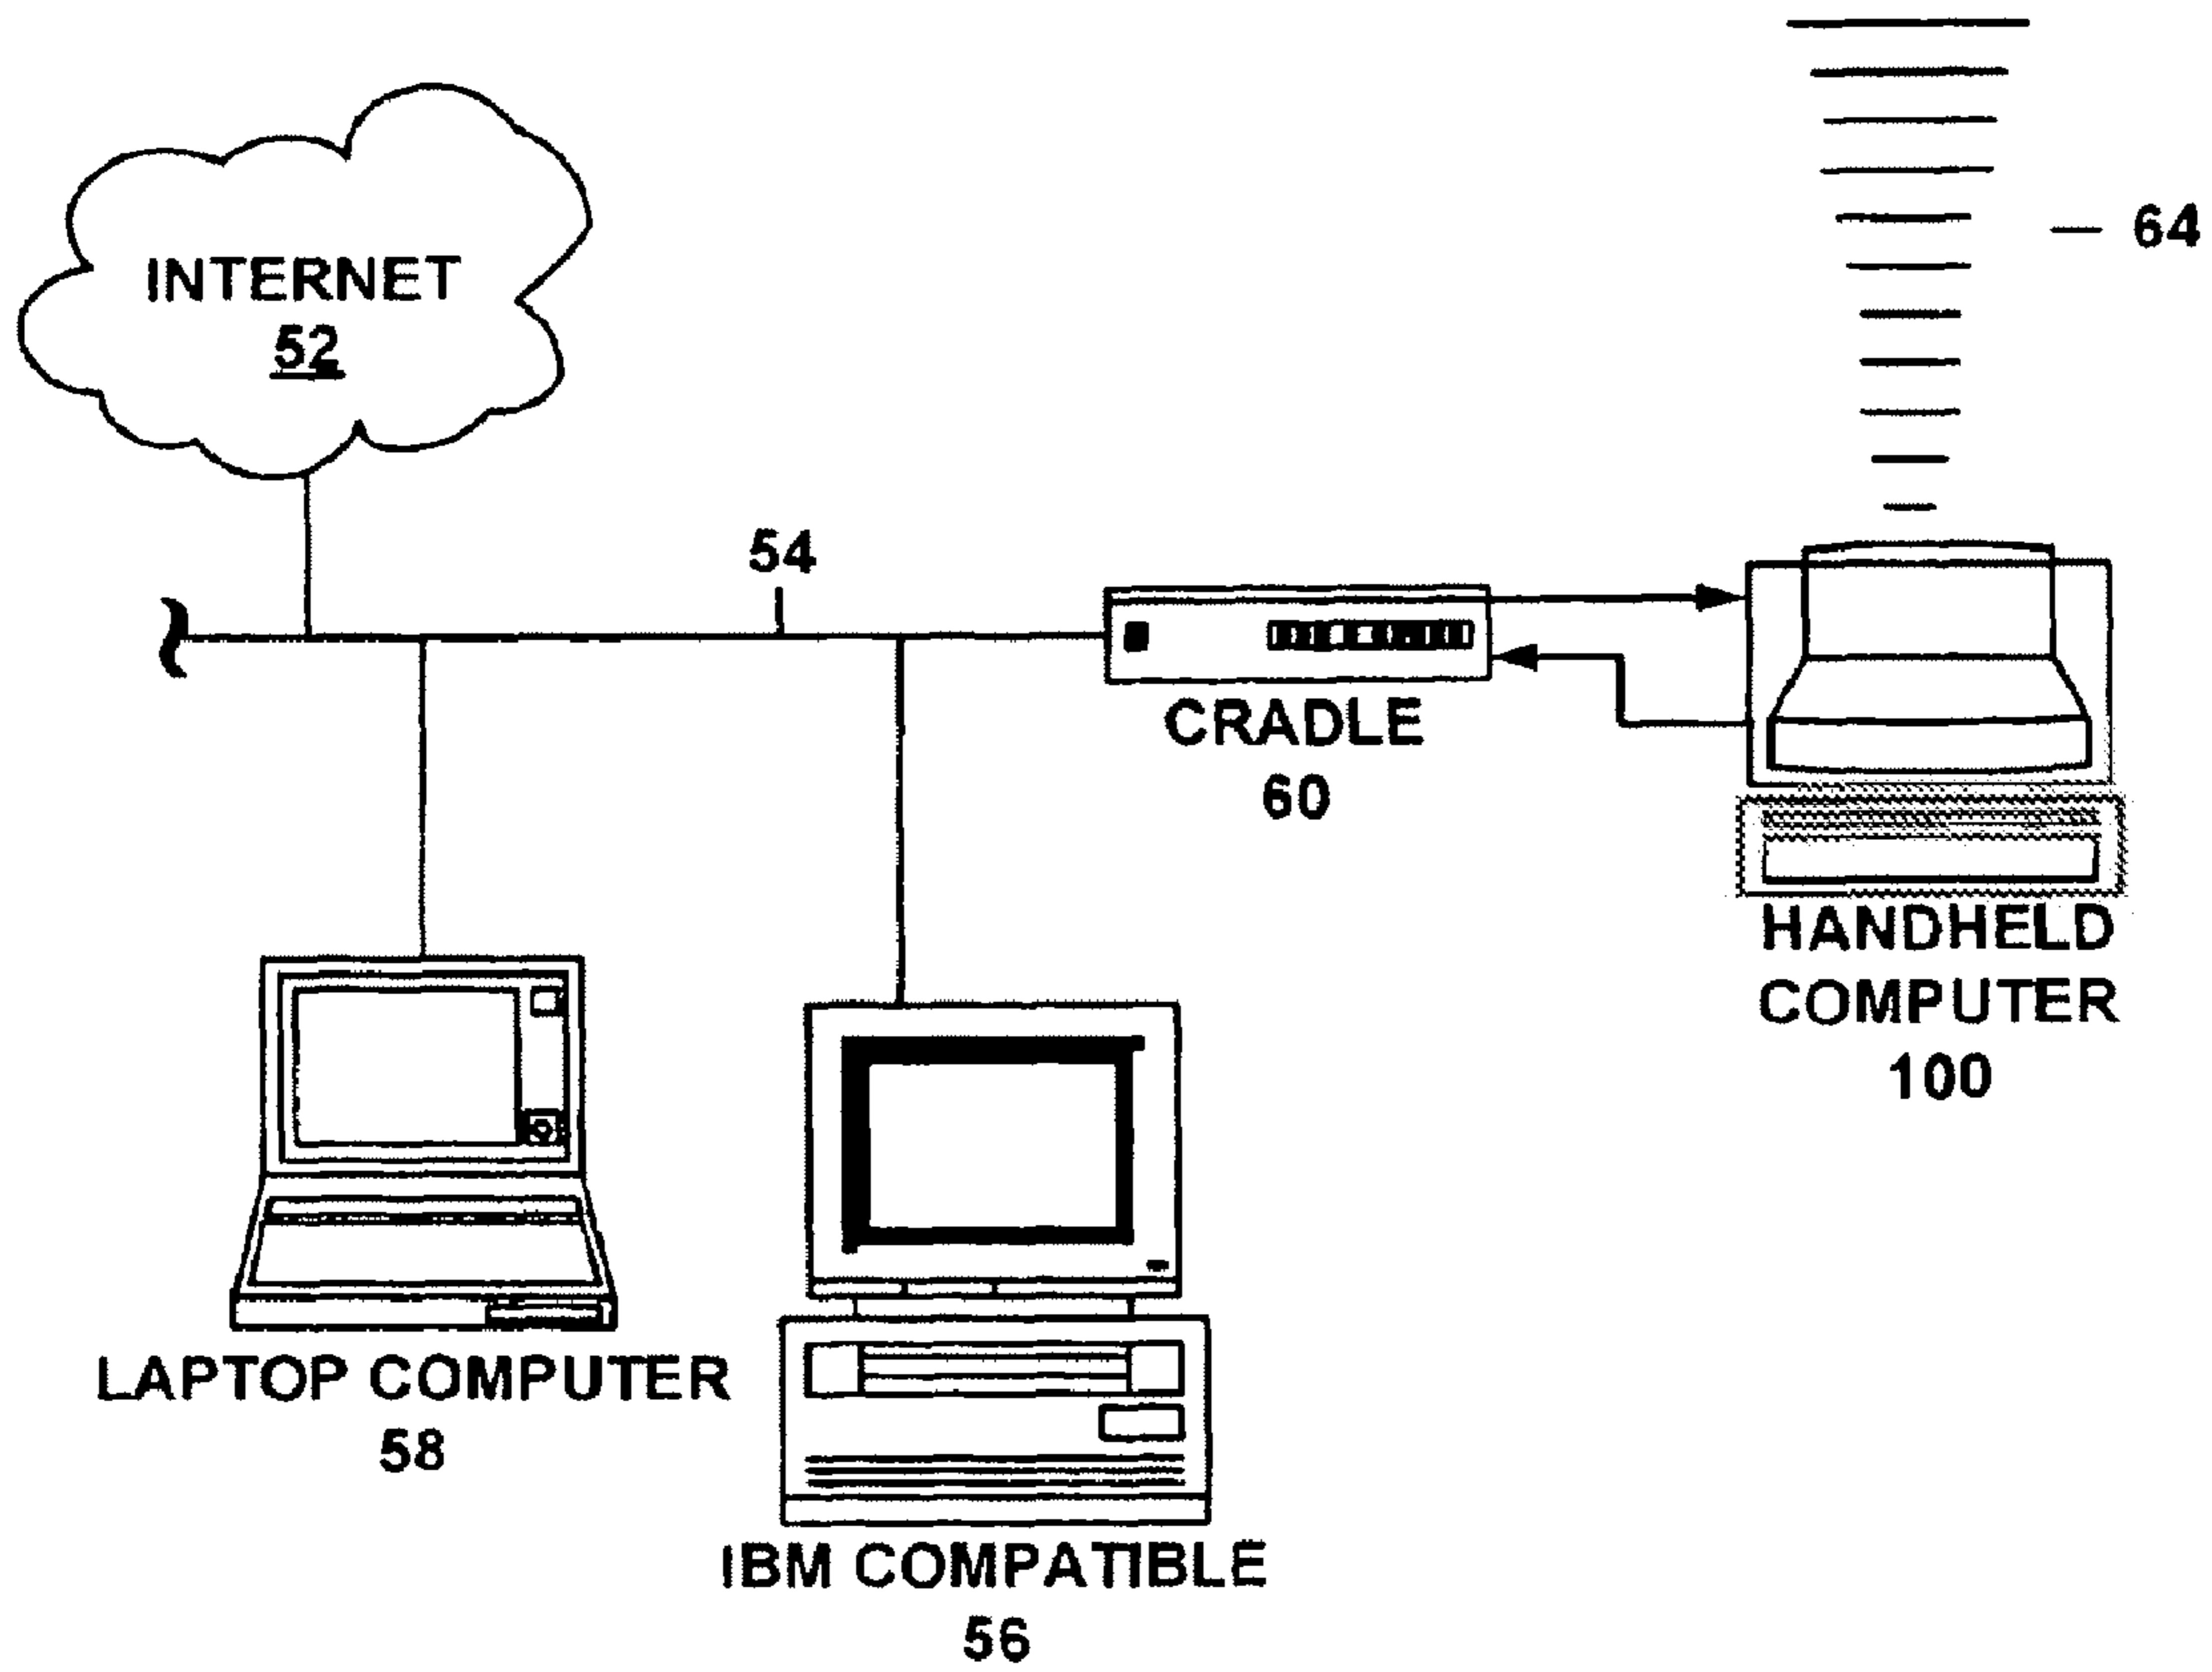 INTERNET
52
64
54
CRADLE
60
HANDHELD
COMPUTER
100
LAPTOP COMPUTER
58
IBM COMPATIBLE
56